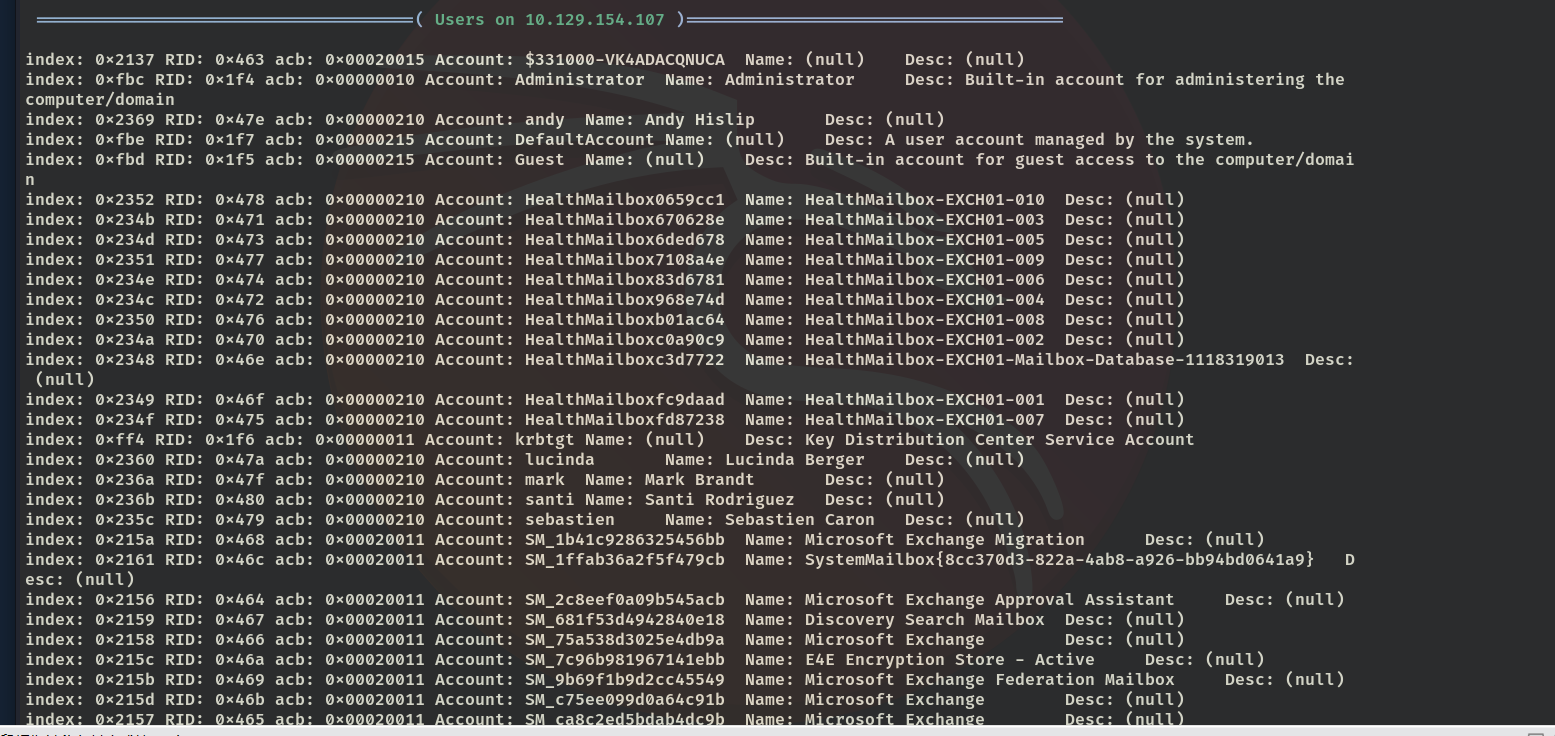 ( Users on 10.129.154.107 )
index: 0×2137 RID: 0×463 acb: 0×00020015 Account: $331000-VK4ADACQNUCA  Name: (null)    Desc: (null)
index: 0×fbc RID: 0×1f4 acb: 0×00000010 Account: Administrator  Name: Administrator     Desc: Built-in account for administering the
computer/domain
index: 0×2369 RID: 0×47e acb: 0×00000210 Account: andy  Name: Andy Hislip       Desc: (null)
index: 0×fbe RID: 0×1f7 acb: 0×00000215 Account: DefaultAccount Name: (null)    Desc: A user account managed by the system.
index: 0×fbd RID: 0×1f5 acb: 0×00000215 Account: Guest  Name: (null)    Desc: Built-in account for guest access to the computer/domai
n
index: 0×2352 RID: 0×478 acb: 0×00000210 Account: HealthMailbox0659cc1  Name: HealthMailbox-EXCH01-010  Desc: (null)
index: 0×234b RID: 0×471 acb: 0×00000210 Account: HealthMailbox670628e  Name: HealthMailbox-EXCH01-003  Desc: (null)
index: 0×234d RID: 0×473 acb: 0×00000210 Account: HealthMailbox6ded678  Name: HealthMailbox-EXCH01-005  Desc: (null)
index: 0×2351 RID: 0×477 acb: 0×00000210 Account: HealthMailbox7108a4e  Name: HealthMailbox-EXCH01-009  Desc: (null)
index: 0×234e RID: 0×474 acb: 0×00000210 Account: HealthMailbox83d6781  Name: HealthMailbox-EXCH01-006  Desc: (null)
index: 0×234c RID: 0×472 acb: 0×00000210 Account: HealthMailbox968e74d  Name: HealthMailbox-EXCH01-004  Desc: (null)
index: 0×2350 RID: 0×476 acb: 0×00000210 Account: HealthMailboxb01ac64  Name: HealthMailbox-EXCH01-008  Desc: (null)
index: 0×234a RID: 0×470 acb: 0×00000210 Account: HealthMailboxc0a90c9  Name: HealthMailbox-EXCH01-002  Desc: (null)
index: 0×2348 RID: 0×46e acb: 0×00000210 Account: HealthMailboxc3d7722  Name: HealthMailbox-EXCH01-Mailbox-Database-1118319013  Desc:
(null)
index: 0×2349 RID: 0×46f acb: 0×00000210 Account: HealthMailboxfc9daad  Name: HealthMailbox-EXCH01-001  Desc: (null)
index: 0×234f RID: 0×475 acb: 0×00000210 Account: HealthMailboxfd87238  Name: HealthMailbox-EXCH01-007  Desc: (null)
index: 0×ff4 RID: 0×1f6 acb: 0×00000011 Account: krbtgt Name: (null)    Desc: Key Distribution Center Service Account
index: 0×2360 RID: 0×47a acb: 0×00000210 Account: lucinda       Name: Lucinda Berger    Desc: (null)
index: 0×236a RID: 0×47f acb: 0×00000210 Account: mark  Name: Mark Brandt       Desc: (null)
index: 0×236b RID: 0×480 acb: 0×00000210 Account: santi Name: Santi Rodriguez   Desc: (null)
index: 0×235c RID: 0×479 acb: 0×00000210 Account: sebastien     Name: Sebastien Caron   Desc: (null)
index: 0×215a RID: 0×468 acb: 0×00020011 Account: SM_1b41c9286325456bb  Name: Microsoft Exchange Migration      Desc: (null)
index: 0×2161 RID: 0×46c acb: 0×00020011 Account: SM_1ffab36a2f5f479cb  Name: SystemMailbox{8cc370d3-822a-4ab8-a926-bb94bd0641a9}   D
esc: (null)
index: 0×2156 RID: 0×464 acb: 0×00020011 Account: SM_2c8eef0a09b545acb  Name: Microsoft Exchange Approval Assistant     Desc: (null)
index: 0×2159 RID: 0×467 acb: 0×00020011 Account: SM_681f53d4942840e18  Name: Discovery Search Mailbox  Desc: (null)
index: 0×2158 RID: 0×466 acb: 0×00020011 Account: SM_75a538d3025e4db9a  Name: Microsoft Exchange        Desc: (null)
index: 0×215c RID: 0×46a acb: 0×00020011 Account: SM_7c96b981967141ebb  Name: E4E Encryption Store - Active     Desc: (null)
index: 0×215b RID: 0×469 acb: 0×00020011 Account: SM_9b69f1b9d2cc45549  Name: Microsoft Exchange Federation Mailbox     Desc: (null)
index: 0×215d RID: 0×46b acb: 0×00020011 Account: SM_c75ee099d0a64c91b  Name: Microsoft Exchange        Desc: (null)
index: 0×2157 RID: 0×465 acb: 0×00020011 Account: SM_ca8c2ed5bdab4dc9b  Name: Microsoft Exchange        Desc: (null)